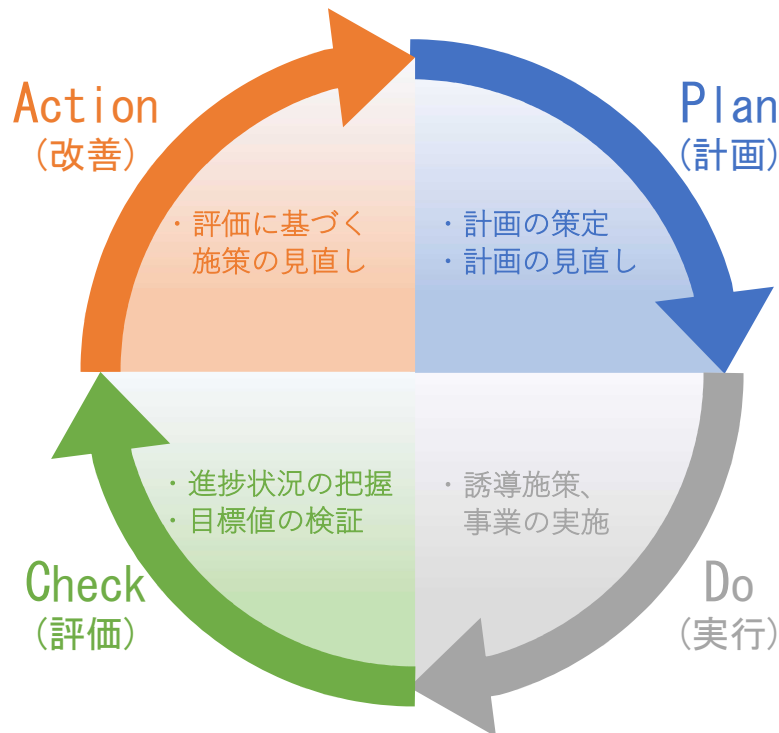 Action
(改善)
・評価に基づく
施策の見直し
Plan
(計画)
・計画の策定
・計画の見直し
Do
(実行)
・誘導施策、
事業の実施
Check
(評価)
・進捗状況の把握
・目標値の検証